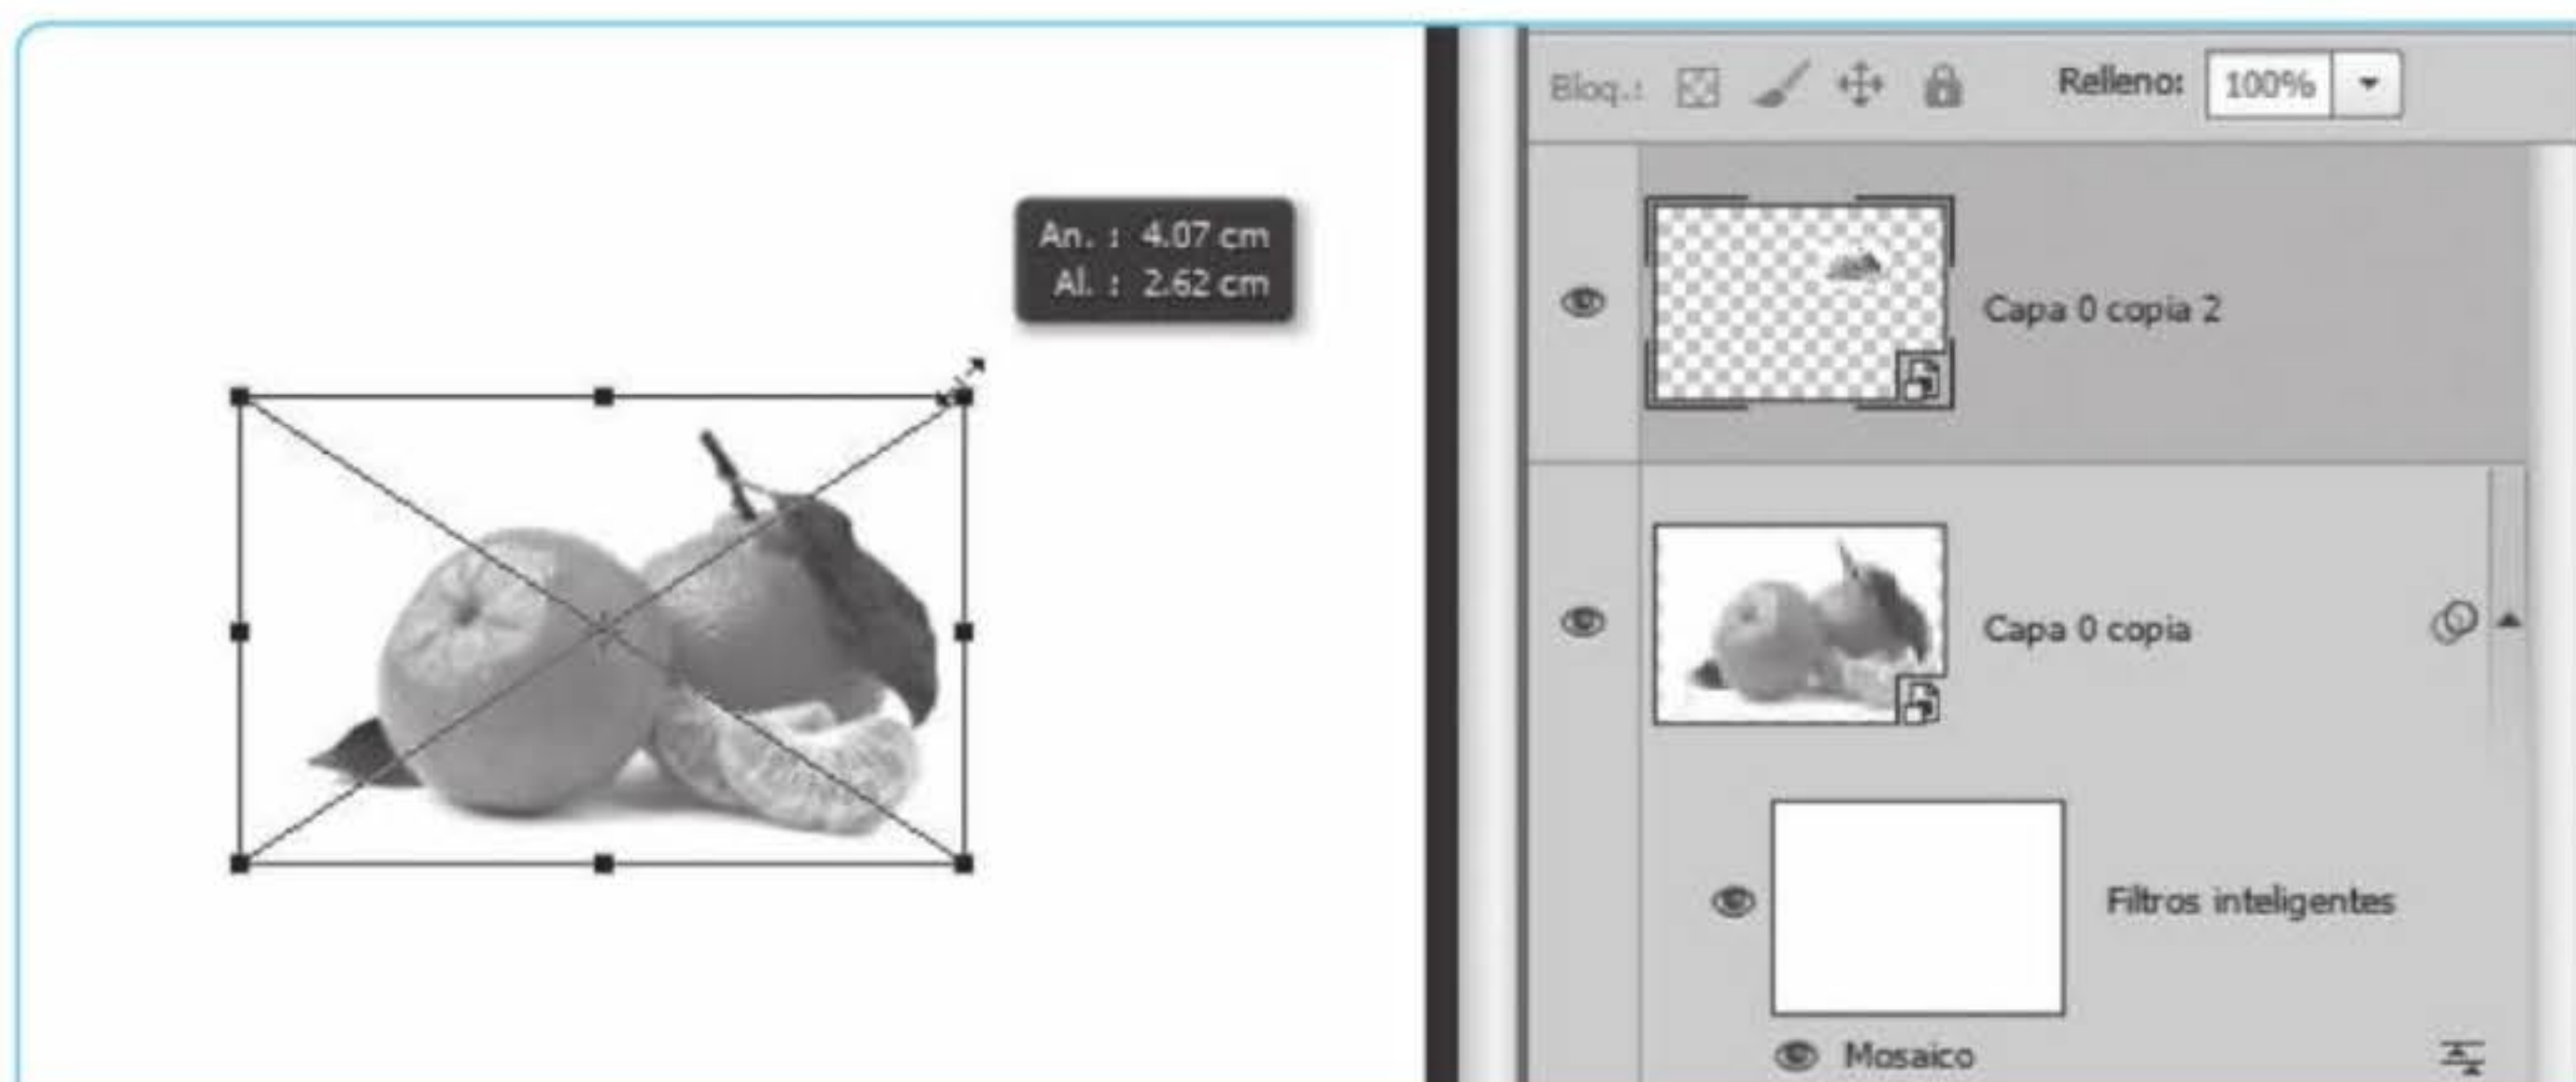 An. : 4.07 cm
Al. : 2.62 cm
Bloq.:
Relleno: 100%
Capa 0 copia 2
Capa 0 copia
Filtros inteligentes
Mosaico